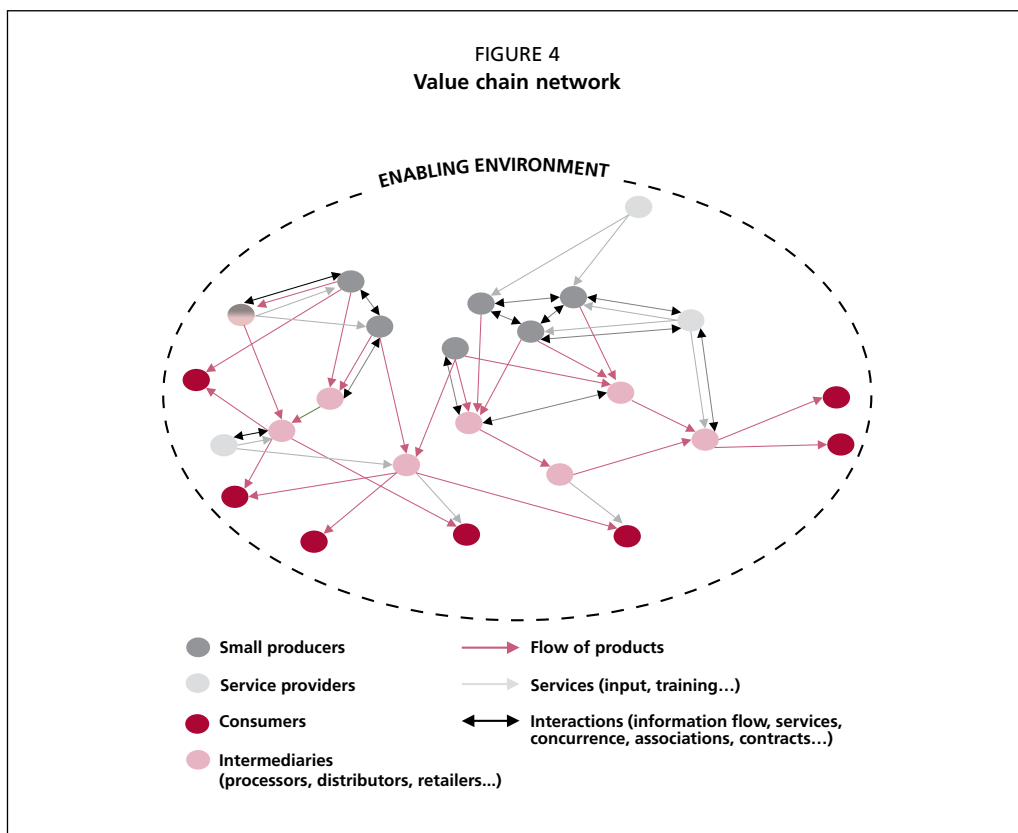 FIGURE 4
Value chain network
ENABLING ENVIRONMENT
Small producers
Service providers
Consumers
Intermediaries
(processors, distributors, retailers...)
Flow of products
Services (input, training…)
Interactions (information flow, services,
concurrence, associations, contracts…)